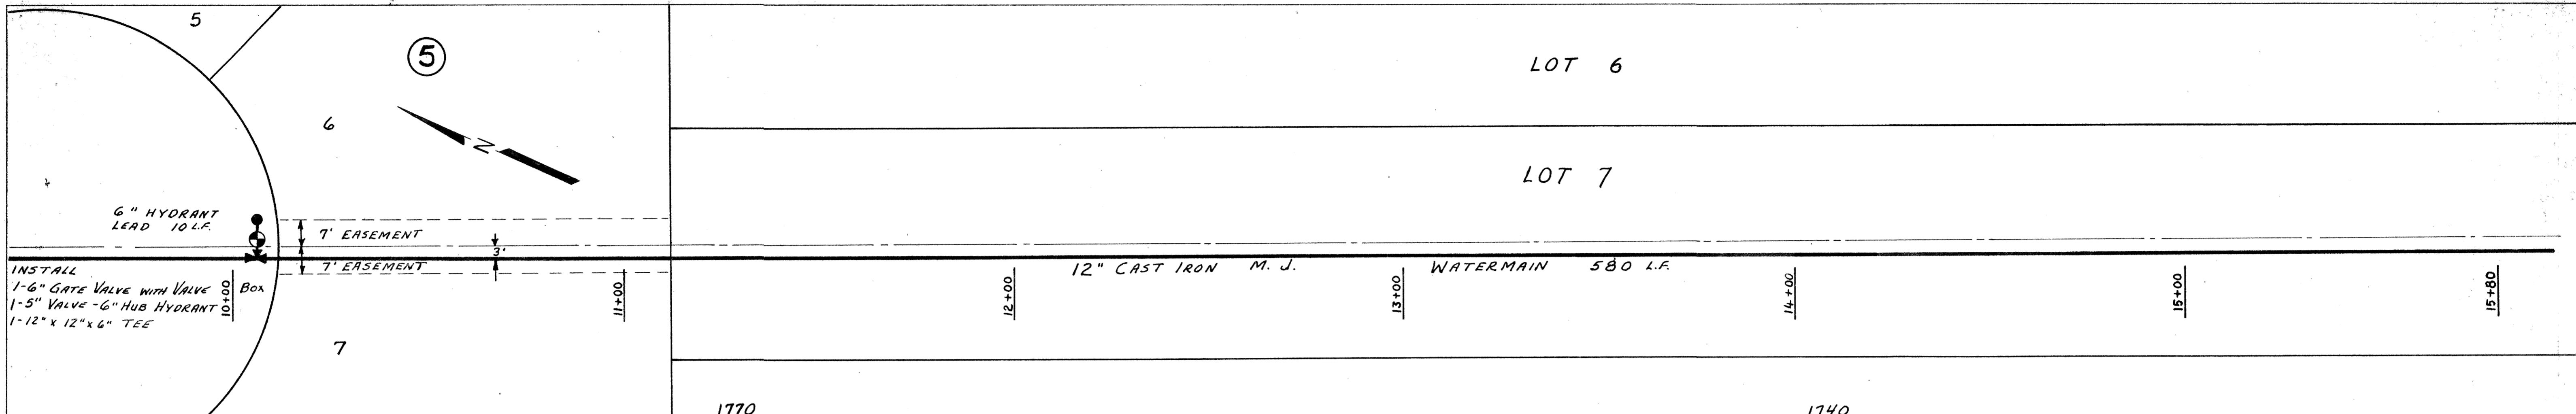 5
5
6
N
LOT 6
LOT 7
6" HYDRANT
LEAD 10 L.F.
7' EASEMENT
3'
7' EASEMENT
INSTALL
1-6" GATE VALVE WITH VALVE BOX
1-5" VALVE - 6" HUB HYDRANT
1-12" x 12" x 6" TEE
12" CAST IRON M. J. WATERMAIN 580 L.F.
10+00
11+00
12+00
13+00
14+00
15+00
15+80
7
1770
1740